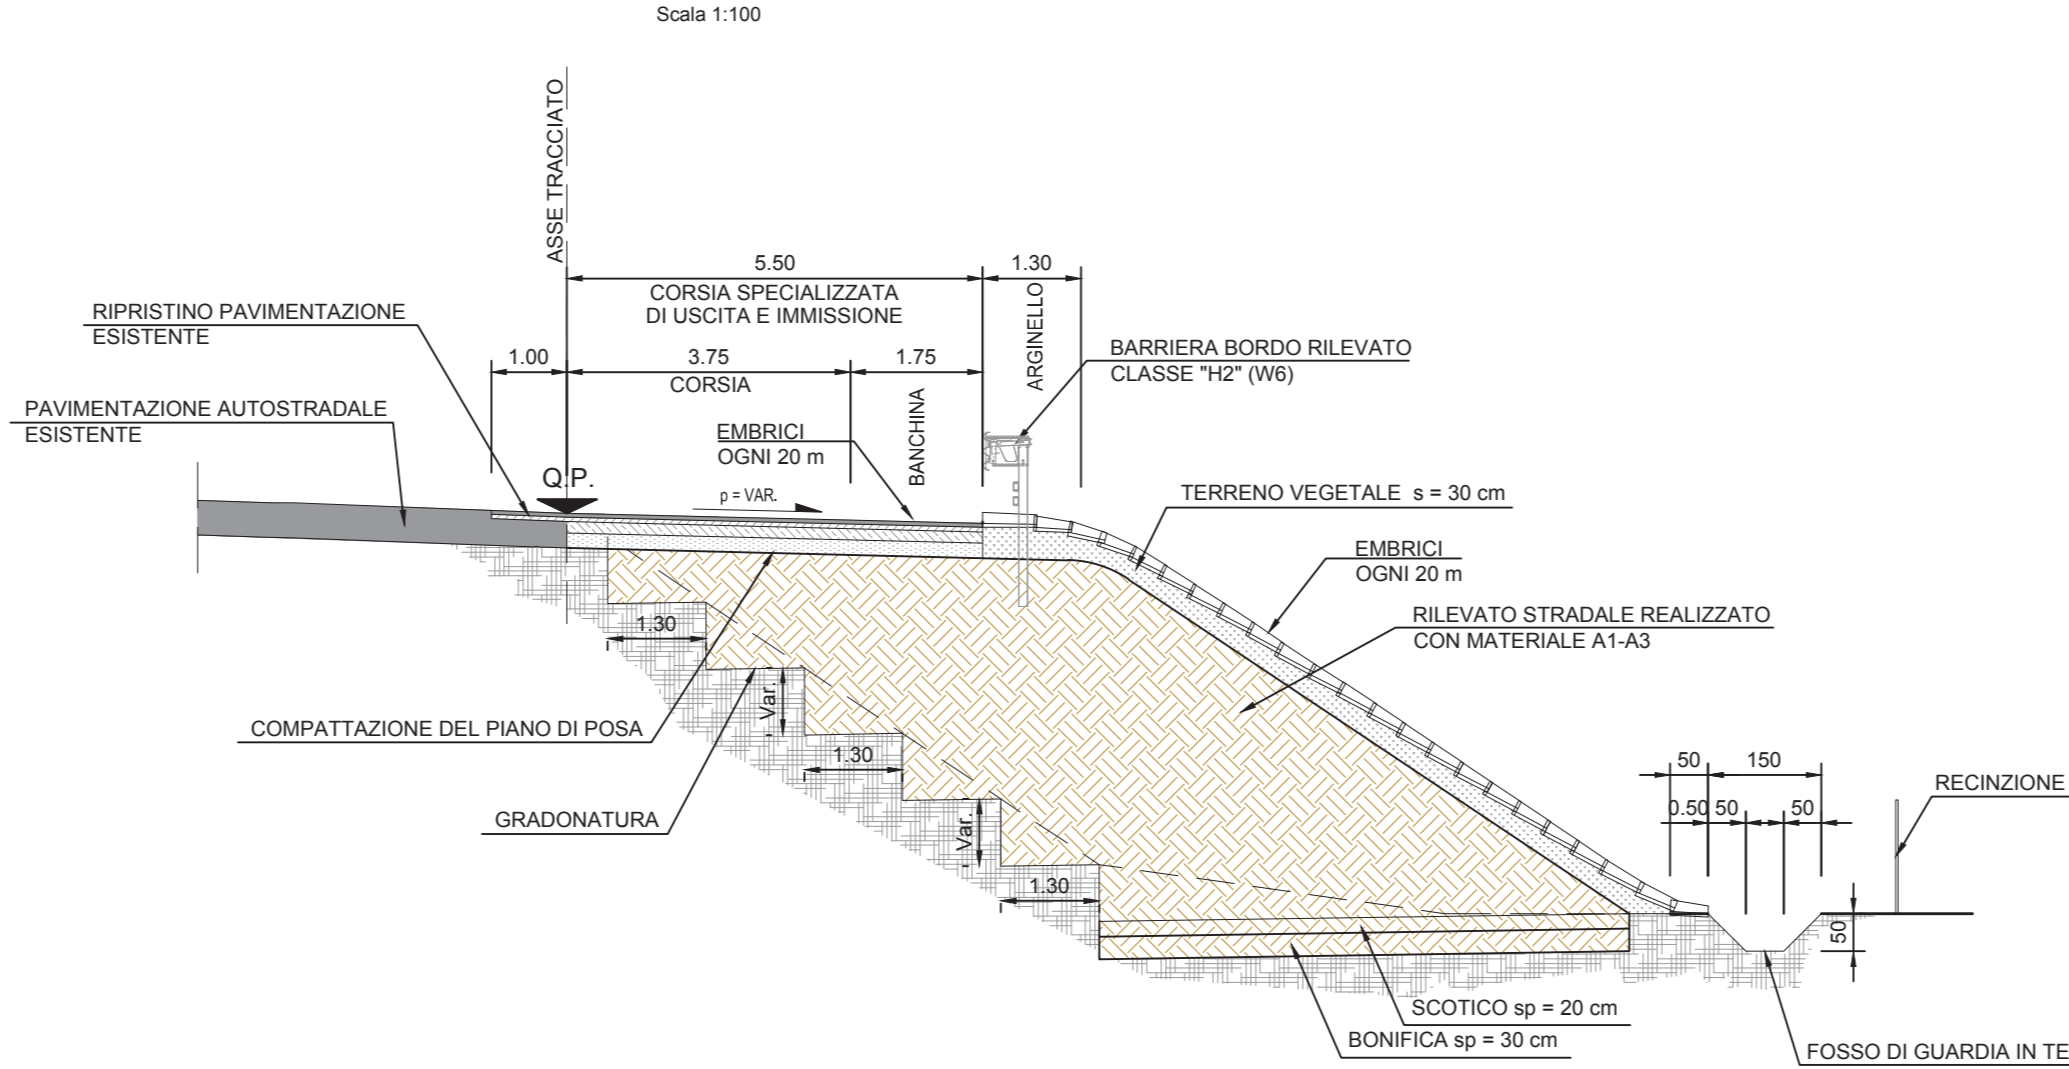 Scala 1:100
ASSE TRACCIATO
5.50
1.30
CORSIA SPECIALIZZATA
DI USCITA E IMMISSIONE
ARGINELLO
RIPRISTINO PAVIMENTAZIONE
ESISTENTE
1.00
3.75
1.75
CORSIA
BANCHINA
BARRIERA BORDO RILEVATO
CLASSE "H2" (W6)
PAVIMENTAZIONE AUTOSTRADALE
ESISTENTE
EMBRICI
OGNI 20 m
Q.P.
p = VAR.
TERRENO VEGETALE s = 30 cm
EMBRICI
OGNI 20 m
RILEVATO STRADALE REALIZZATO
CON MATERIALE A1-A3
1.30
Var.
COMPATTAZIONE DEL PIANO DI POSA
1.30
GRADONATURA
Var.
1.30
50
150
0.50
50
50
RECINZIONE
50
SCOTICO sp = 20 cm
BONIFICA sp = 30 cm
FOSSO DI GUARDIA IN TE